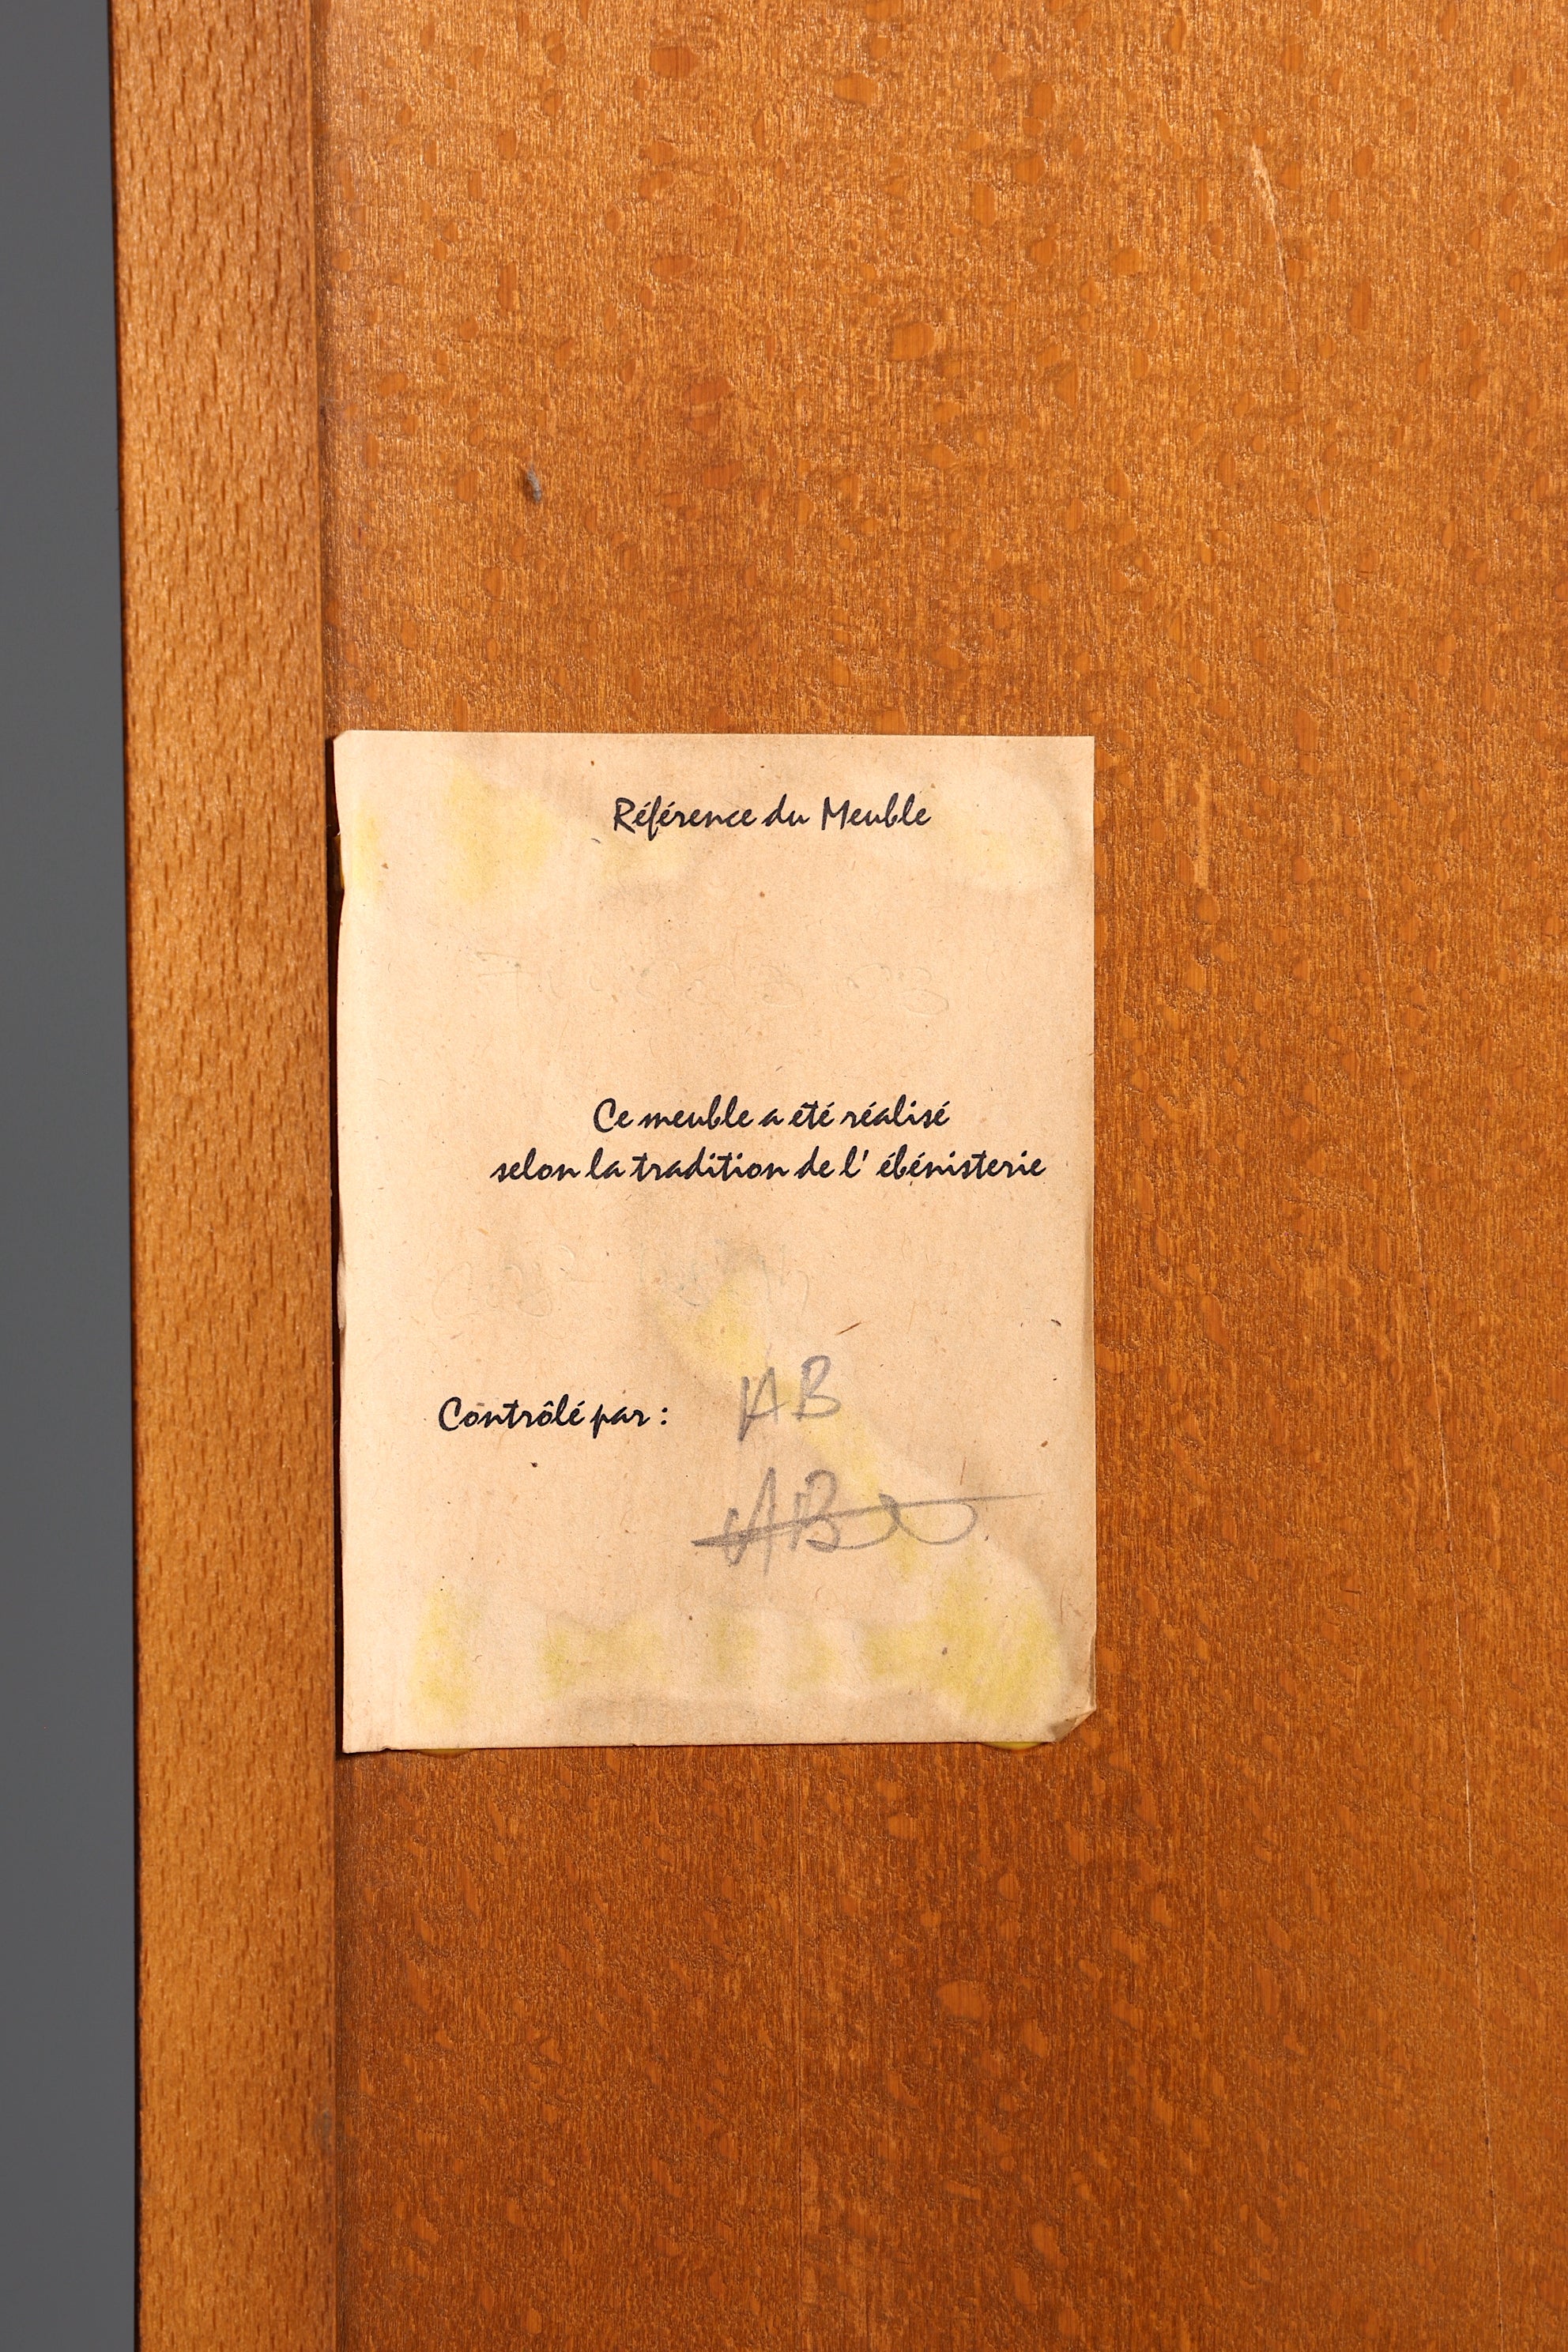 Référence du Meuble
Ce meuble a été réalisé
selon la tradition de l' ébénisterie
Contrôlé par : AB
AB